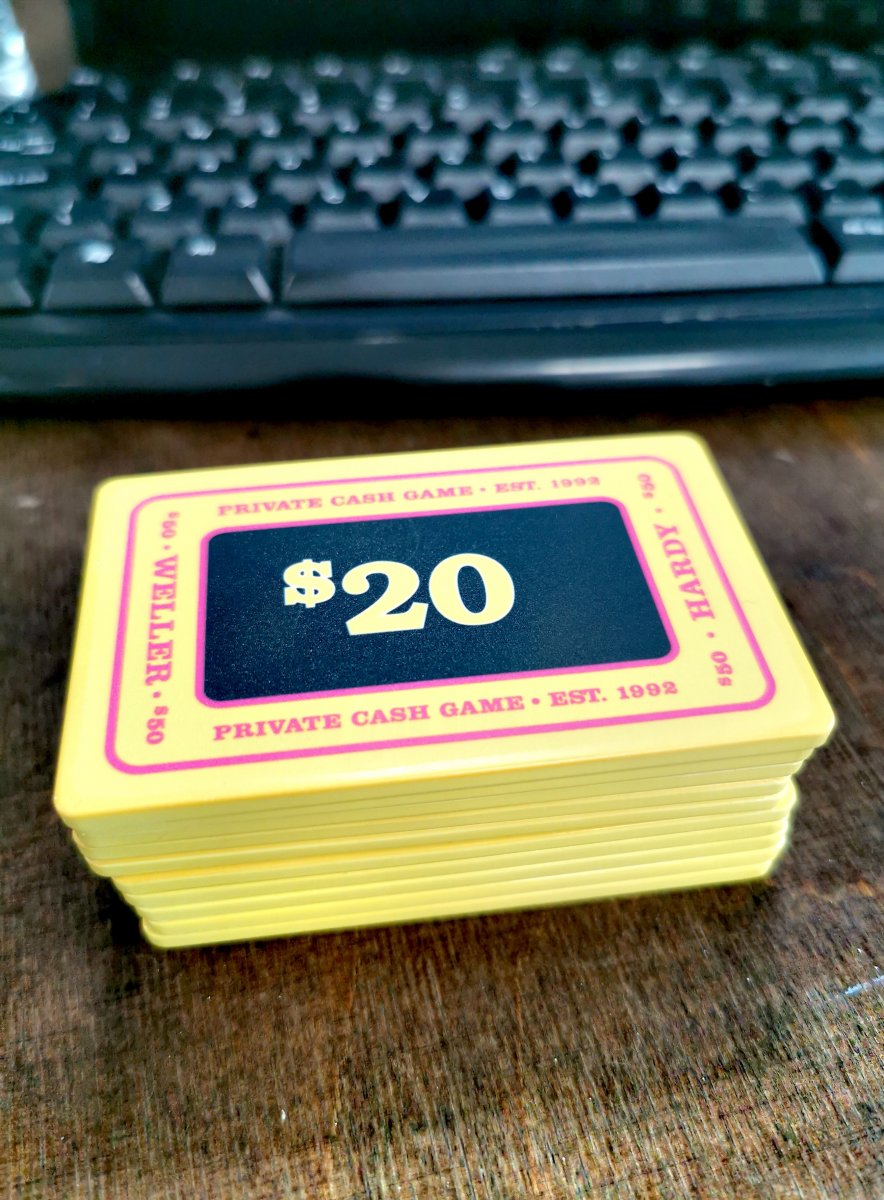 PRIVATE CASH GAME • EST. 1992
$50 • WELLER • $50
$20
$50 • HARDY • $50
PRIVATE CASH GAME • EST. 1992